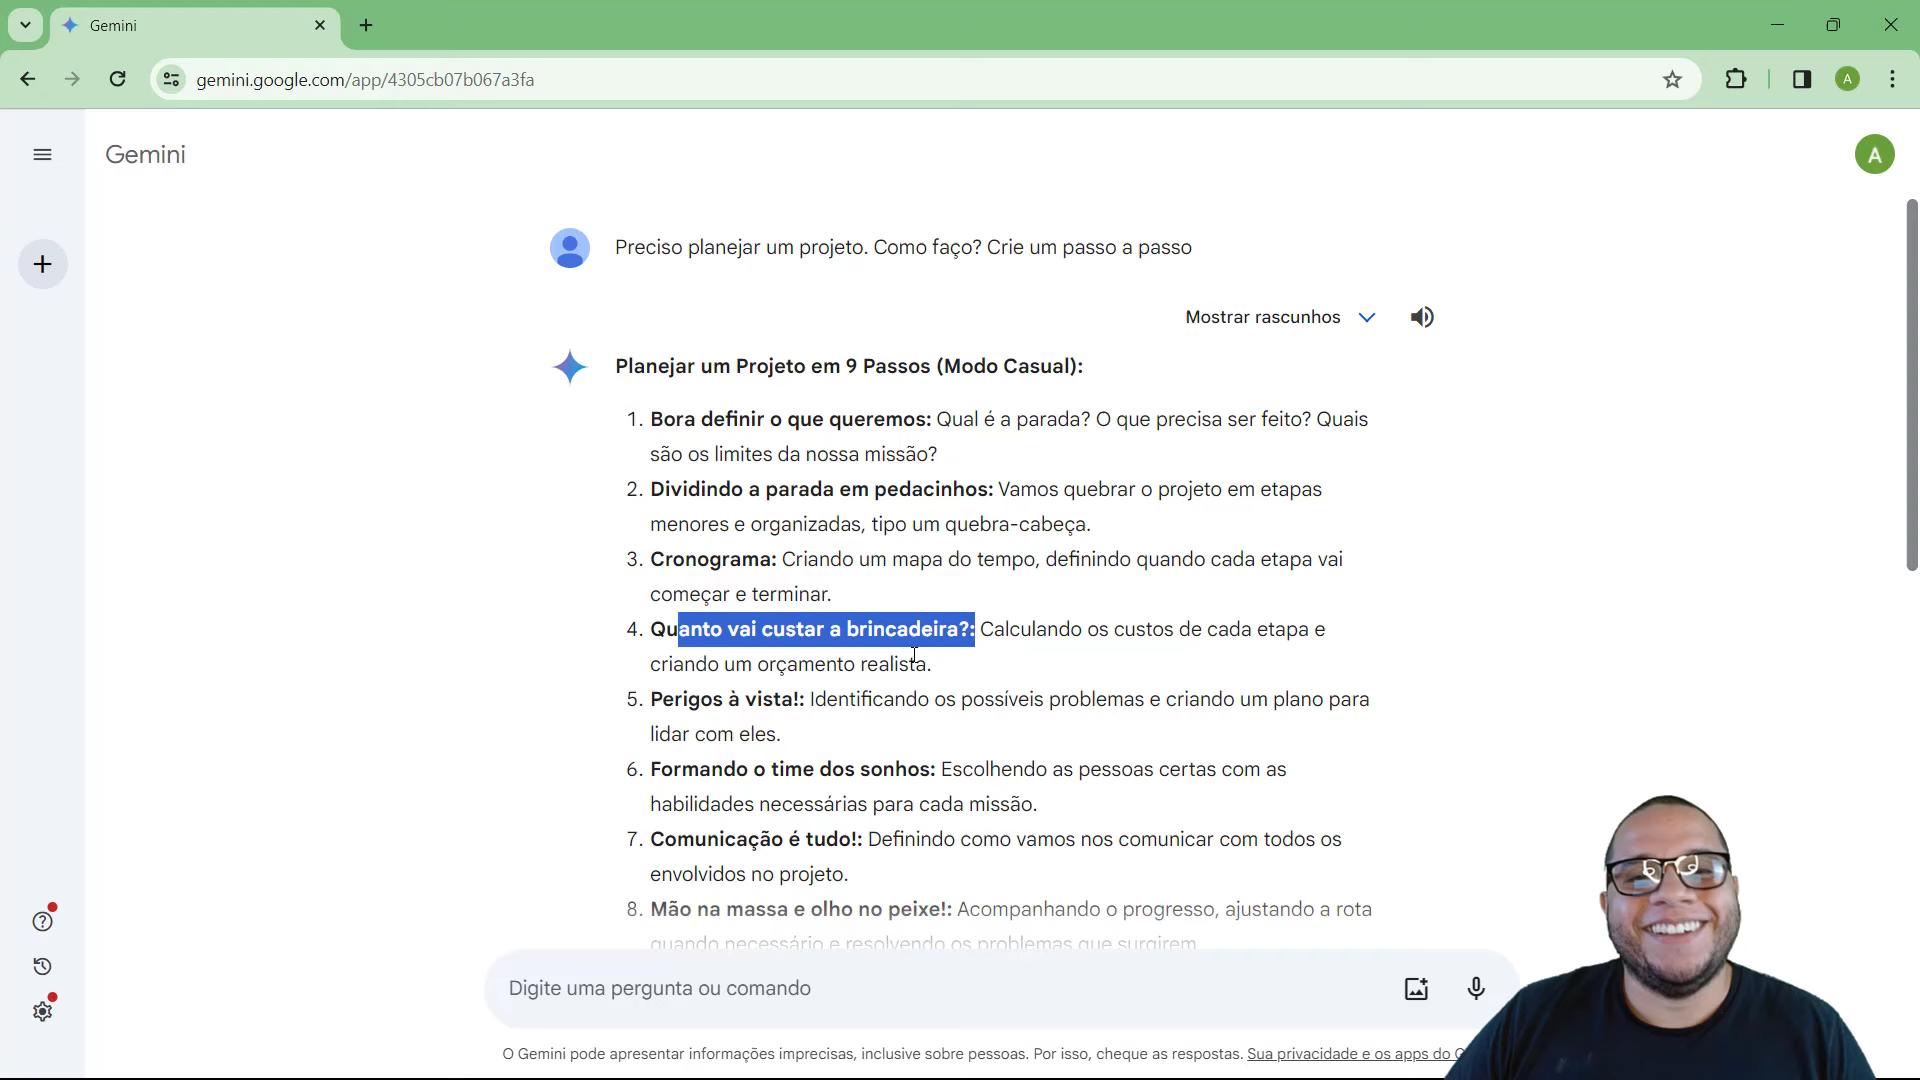 Gemini
gemini.google.com/app/4305cb07b067a3fa
A
Gemini
A
Preciso planejar um projeto. Como faço? Crie um passo a passo
Mostrar rascunhos
Planejar um Projeto em 9 Passos (Modo Casual):
1. Bora definir o que queremos: Qual é a parada? O que precisa ser feito? Quais
são os limites da nossa missão?
2. Dividindo a parada em pedacinhos: Vamos quebrar o projeto em etapas
menores e organizadas, tipo um quebra-cabeça.
3. Cronograma: Criando um mapa do tempo, definindo quando cada etapa vai
começar e terminar.
4. Quanto vai custar a brincadeira?: Calculando os custos de cada etapa e
criando um orçamento realista.
5. Perigos à vista!: Identificando os possíveis problemas e criando um plano para
lidar com eles.
6. Formando o time dos sonhos: Escolhendo as pessoas certas com as
habilidades necessárias para cada missão.
7. Comunicação é tudo!: Definindo como vamos nos comunicar com todos os
envolvidos no projeto.
8. Mão na massa e olho no peixe!: Acompanhando o progresso, ajustando a rota
quando necessário e resolvendo os problemas que surgirem.
Digite uma pergunta ou comando
O Gemini pode apresentar informações imprecisas, inclusive sobre pessoas. Por isso, cheque as respostas. Sua privacidade e os apps do